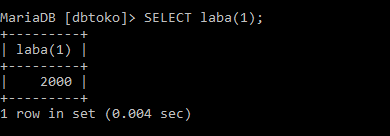 MariaDB [dbtoko]> SELECT laba(1);
+---------+
| laba(1) |
+---------+
|    2000 |
+---------+
1 row in set (0.004 sec)